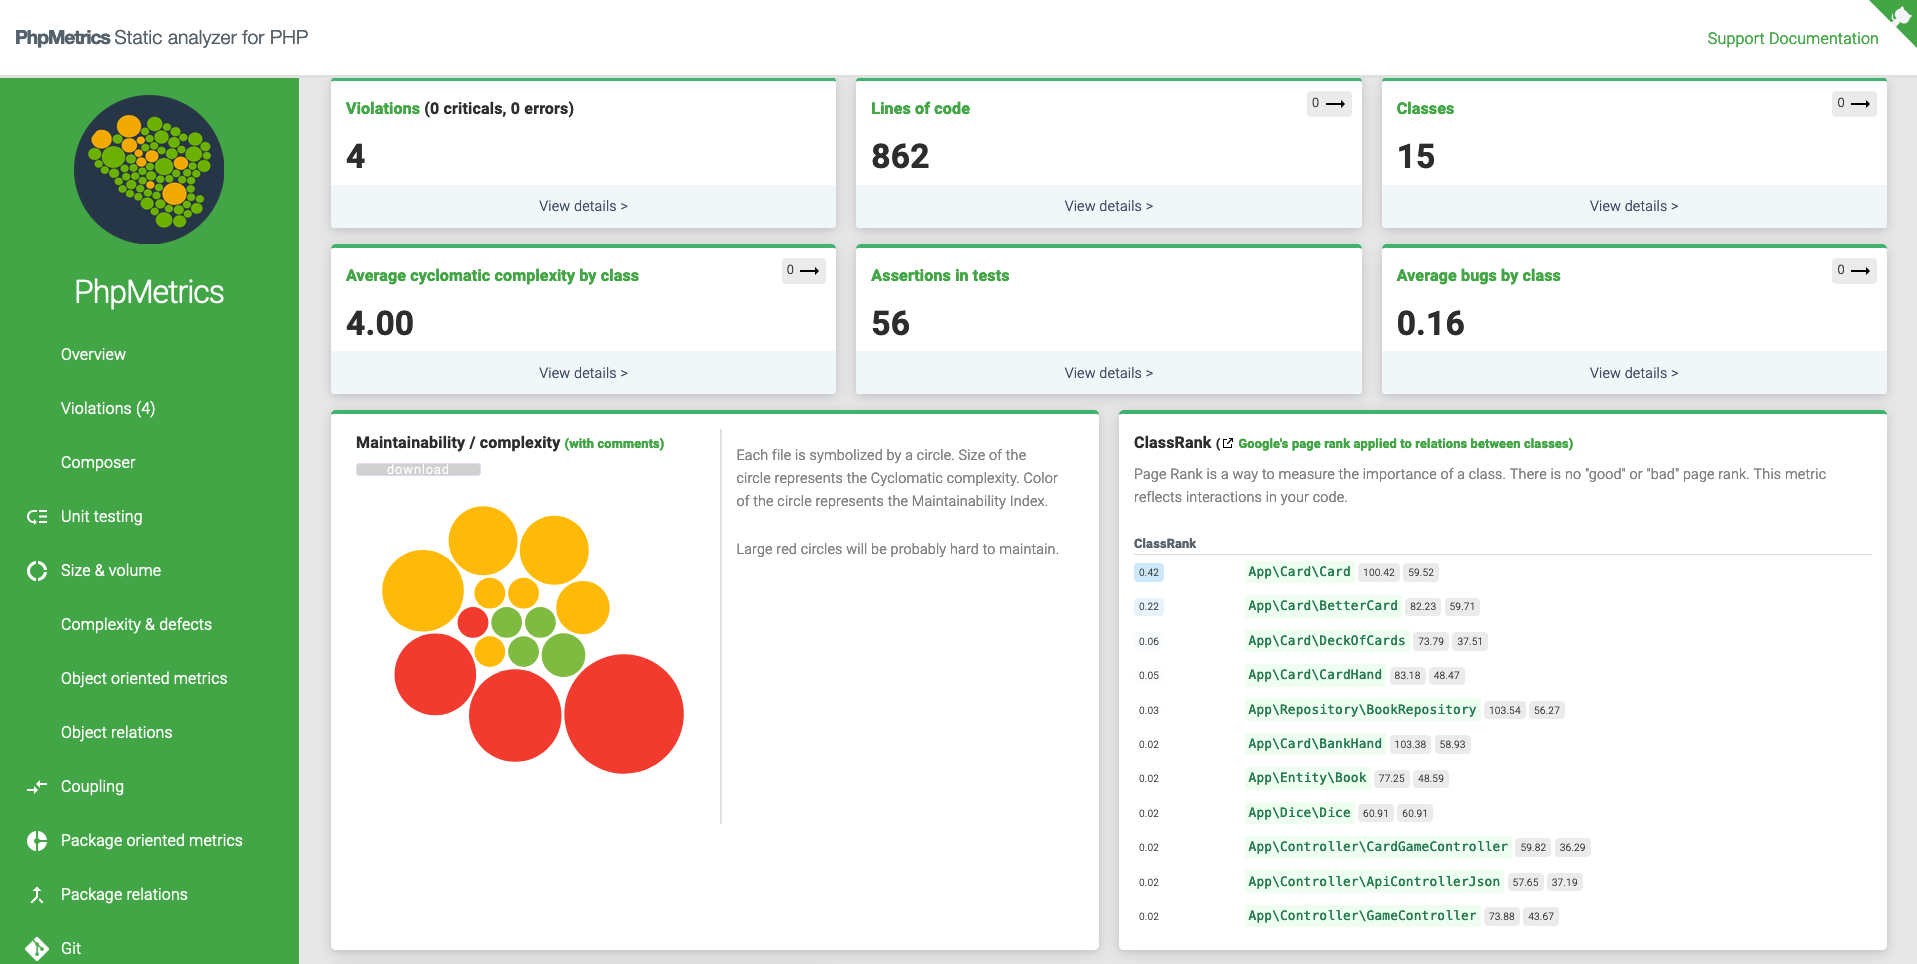 PhpMetrics Static analyzer for PHP
Support Documentation
PhpMetrics
Overview
Violations (4)
Composer
Unit testing
Size & volume
Complexity & defects
Object oriented metrics
Object relations
Coupling
Package oriented metrics
Package relations
Git
Violations (0 criticals, 0 errors)
4
View details >
Lines of code
0
862
View details >
Classes
0
15
View details >
Average cyclomatic complexity by class
0
4.00
View details >
Assertions in tests
56
View details >
Average bugs by class
0
0.16
View details >
Maintainability / complexity (with comments)
download
Each file is symbolized by a circle. Size of the
circle represents the Cyclomatic complexity. Color
of the circle represents the Maintainability Index.
Large red circles will be probably hard to maintain.
ClassRank ( Google's page rank applied to relations between classes)
Page Rank is a way to measure the importance of a class. There is no "good" or "bad" page rank. This metric
reflects interactions in your code.
ClassRank
0.42 App\Card\Card 100.42 59.52
0.22 App\Card\BetterCard 82.23 59.71
0.06 App\Card\DeckOfCards 73.79 37.51
0.05 App\Card\CardHand 83.18 48.47
0.03 App\Repository\BookRepository 103.54 56.27
0.02 App\Card\BankHand 103.38 58.93
0.02 App\Entity\Book 77.25 48.59
0.02 App\Dice\Dice 60.91 60.91
0.02 App\Controller\CardGameController 59.82 36.29
0.02 App\Controller\ApiControllerJson 57.65 37.19
0.02 App\Controller\GameController 73.88 43.67